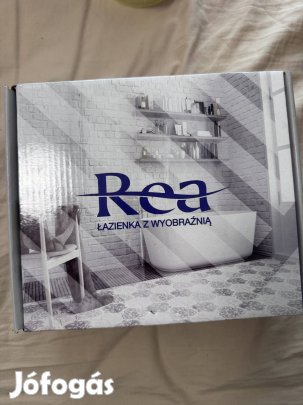 Rea
ŁAZIENKA Z WYOBRAŹNIĄ
Jófogás